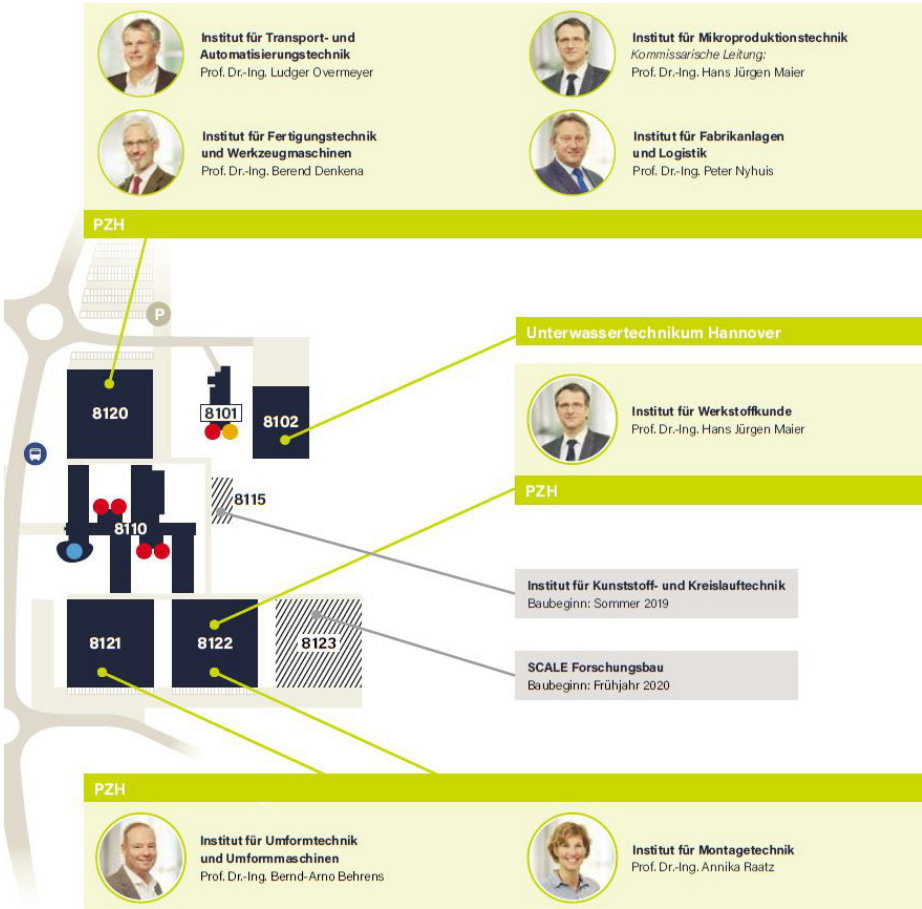 Institut für Transport- und
Automatisierungstechnik
Prof. Dr.-Ing. Ludger Overmeyer
Institut für Mikroproduktionstechnik
Kommissarische Leitung:
Prof. Dr.-Ing. Hans Jürgen Maier
Institut für Fertigungstechnik
und Werkzeugmaschinen
Prof. Dr.-Ing. Berend Denkena
Institut für Fabrikanlagen
und Logistik
Prof. Dr.-Ing. Peter Nyhuis
PZH
P
Unterwassertechnikum Hannover
8120
8101
8102
Institut für Werkstoffkunde
Prof. Dr.-Ing. Hans Jürgen Maier
PZH
8115
8110
Institut für Kunststoff- und Kreislauftechnik
Baubeginn: Sommer 2019
8121
8122
8123
SCALE Forschungsbau
Baubeginn: Frühjahr 2020
PZH
Institut für Umformtechnik
und Umformmaschinen
Prof. Dr.-Ing. Bernd-Arno Behrens
Institut für Montagetechnik
Prof. Dr.-Ing. Annika Raatz